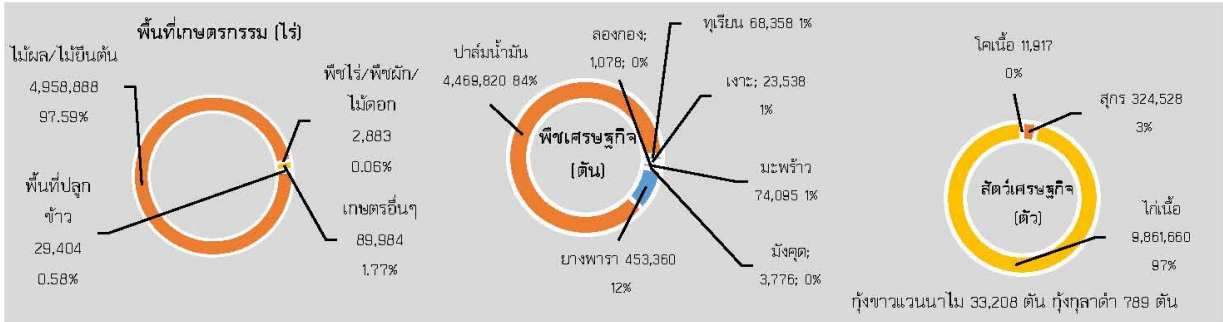 พื้นที่เกษตรกรรม (ไร่)
ไม้ผล/ไม้ยืนต้น
4,958,888
97.59%
พืชไร่/พืชผัก/
ไม้ดอก
2,883
0.06%
พื้นที่ปลูก
ข้าว
29,404
0.58%
เกษตรอื่นๆ
89,984
1.77%
ปาล์มน้ำมัน
4,469,820 84%
ลองกอง;
1,078; 0%
ทุเรียน 68,358 1%
เงาะ; 23,538
1%
พืชเศรษฐกิจ
(ตัน)
มะพร้าว
74,095 1%
ยางพารา 453,360
12%
มังคุด;
3,776; 0%
โคเนื้อ 11,917
0%
สุกร 324,528
3%
สัตว์เศรษฐกิจ
(ตัว)
ไก่เนื้อ
9,861,660
97%
กุ้งขาวแวนนาไม 33,208 ตัน กุ้งกุลาดำ 789 ตัน